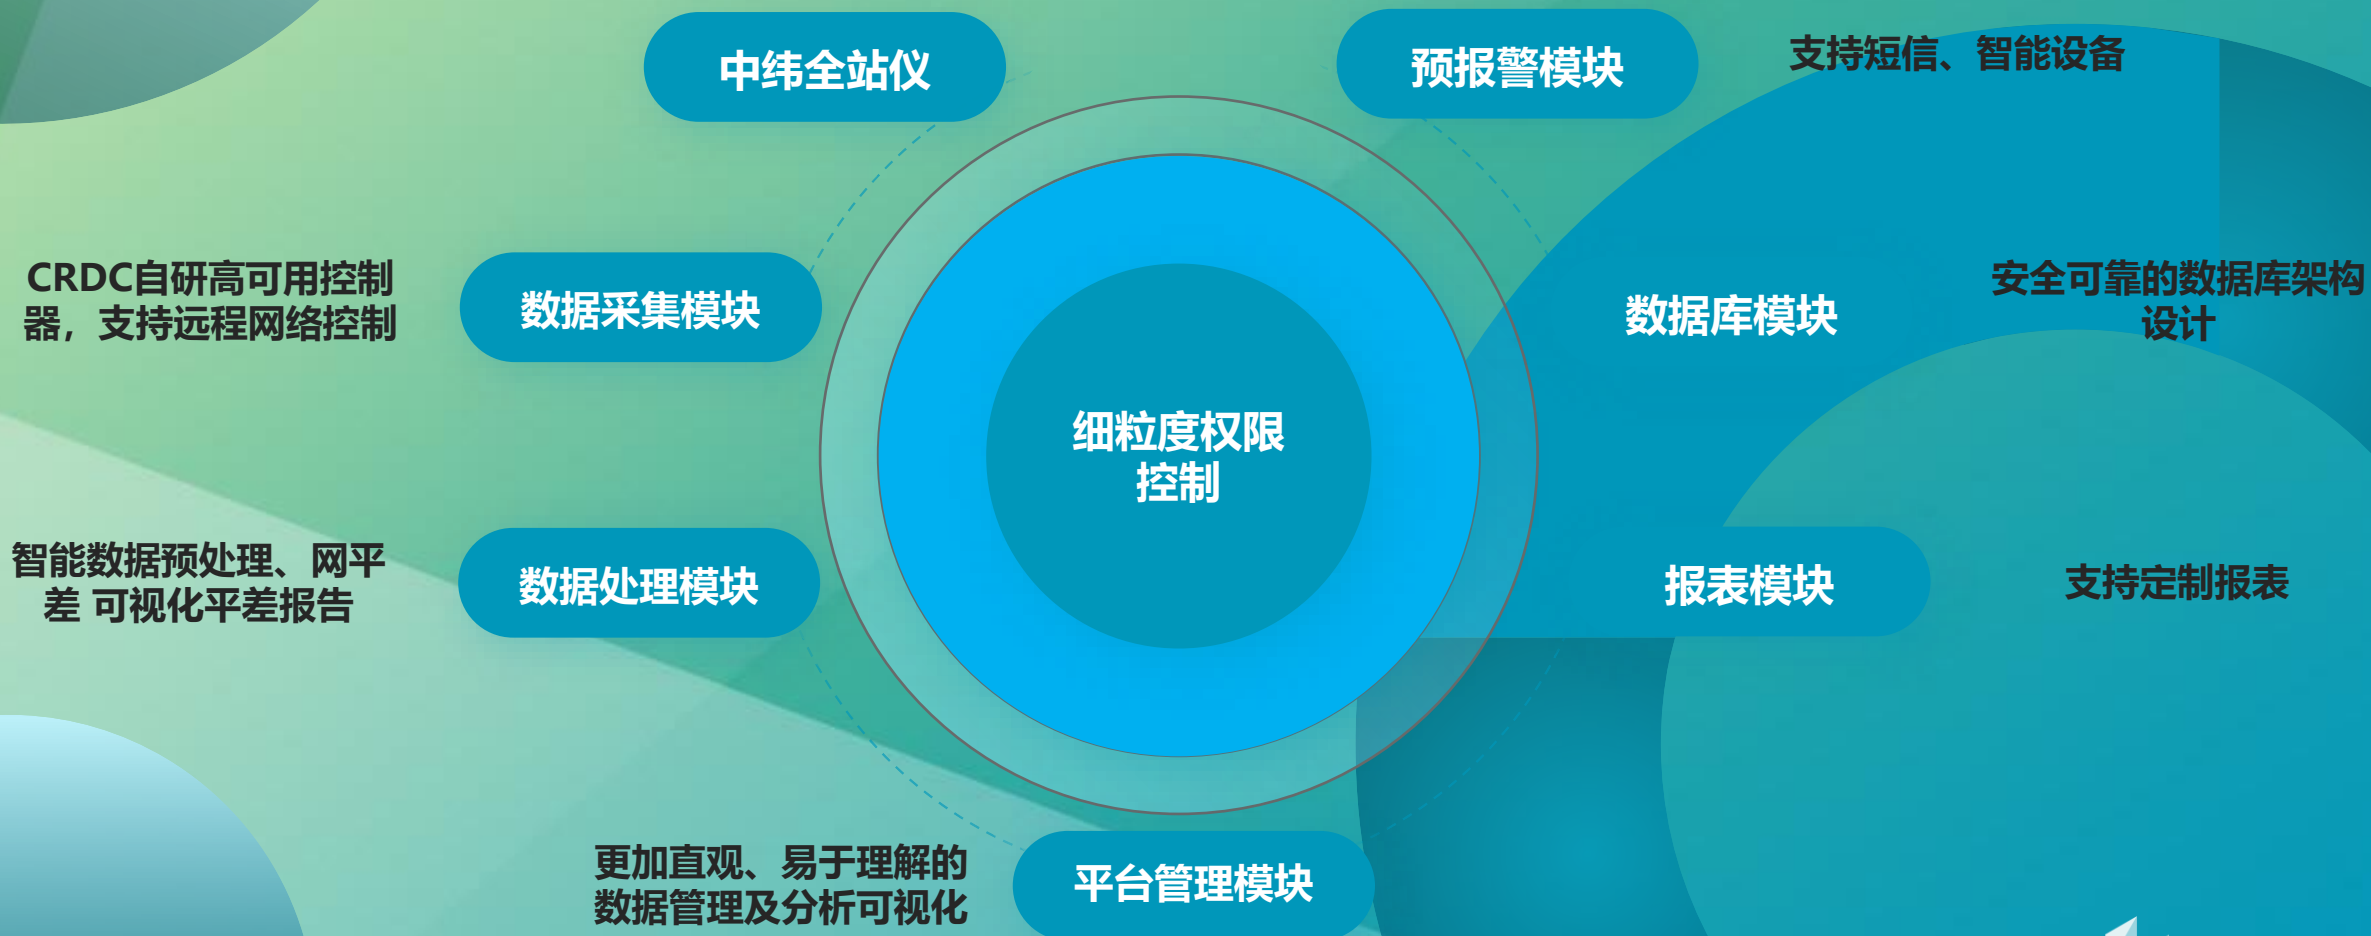 中纬全站仪
预报警模块
支持短信、智能设备
CRDC自研高可用控制
器，支持远程网络控制
数据采集模块
数据库模块
安全可靠的数据库架构
设计
细粒度权限
控制
智能数据预处理、网平
差 可视化平差报告
数据处理模块
报表模块
支持定制报表
更加直观、易于理解的
数据管理及分析可视化
平台管理模块